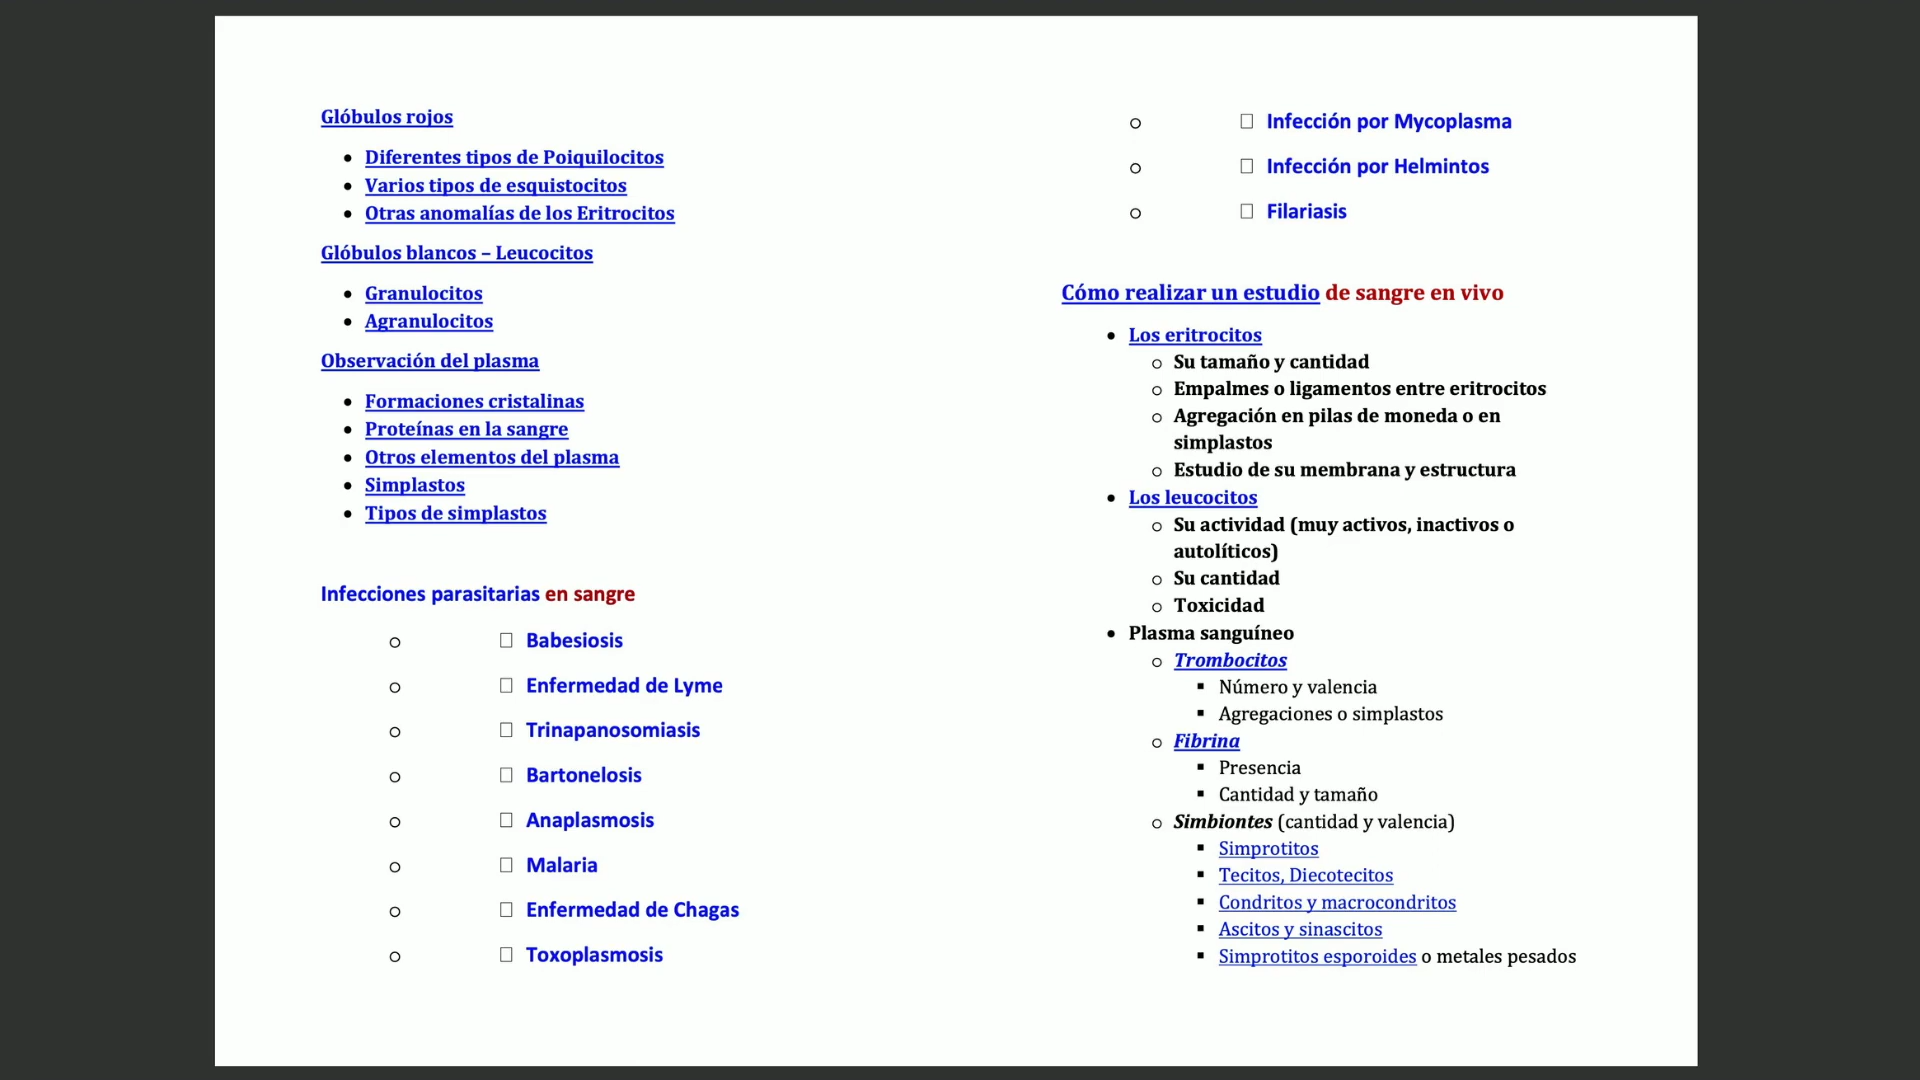 Glóbulos rojos
• Diferentes tipos de Poiquilocitos
• Varios tipos de esquistocitos
• Otras anomalías de los Eritrocitos
Glóbulos blancos – Leucocitos
• Granulocitos
• Agranulocitos
Observación del plasma
• Formaciones cristalinas
• Proteínas en la sangre
• Otros elementos del plasma
• Simplastos
• Tipos de simplastos
Infecciones parasitarias en sangre
o □ Babesiosis
o □ Enfermedad de Lyme
o □ Trinapanosomiasis
o □ Bartonelosis
o □ Anaplasmosis
o □ Malaria
o □ Enfermedad de Chagas
o □ Toxoplasmosis
o □ Infección por Mycoplasma
o □ Infección por Helmintos
o □ Filariasis
Cómo realizar un estudio de sangre en vivo
• Los eritrocitos
o Su tamaño y cantidad
o Empalmes o ligamentos entre eritrocitos
o Agregación en pilas de moneda o en
simplastos
o Estudio de su membrana y estructura
• Los leucocitos
o Su actividad (muy activos, inactivos o
autolíticos)
o Su cantidad
o Toxicidad
• Plasma sanguíneo
o Trombocitos
▪ Número y valencia
▪ Agregaciones o simplastos
o Fibrina
▪ Presencia
▪ Cantidad y tamaño
o Simbiontes (cantidad y valencia)
▪ Simprotitos
▪ Tecitos, Diecotecitos
▪ Condritos y macrocondritos
▪ Ascitos y sinascitos
▪ Simprotitos esporoides o metales pesados